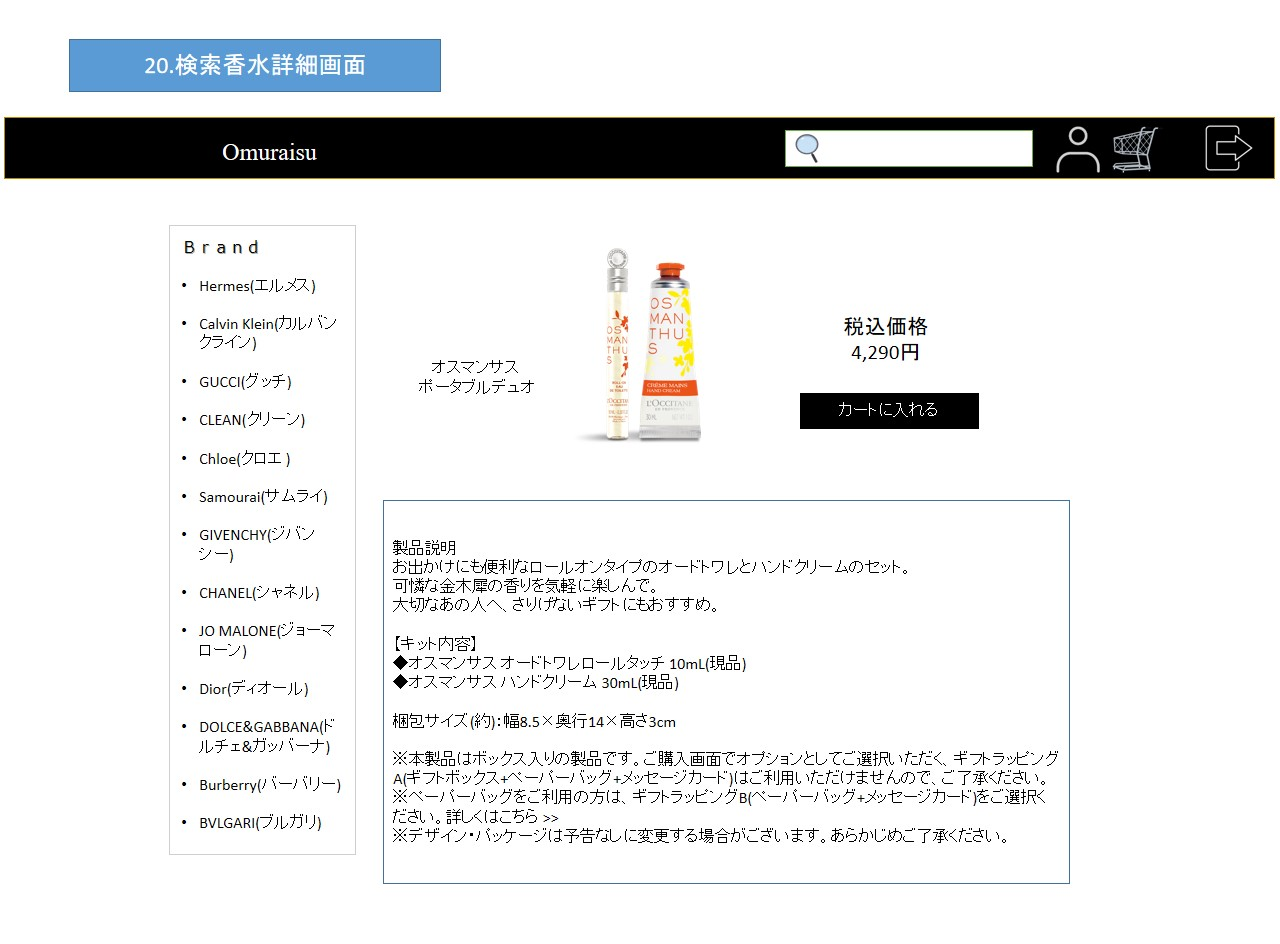 20.検索香水詳細画面
Omuraisu
Brand
• Hermes(エルメス)
• Calvin Klein(カルバン
クライン)
• GUCCI(グッチ)
• CLEAN(クリーン)
• Chloe(クロエ )
• Samourai(サムライ)
• GIVENCHY(ジバン
シー)
• CHANEL(シャネル)
• JO MALONE(ジョーマ
ローン)
• Dior(ディオール)
• DOLCE&GABBANA(ド
ルチェ&ガッバーナ)
• Burberry(バーバリー)
• BVLGARI(ブルガリ)
オスマンサス
ポータブルデュオ
OS
MAN
THU
S
OS
MAN
THU
S
CRÈME MAINS
HAND CREAM
L'OCCITANE
税込価格
4,290円
カートに入れる
製品説明
お出かけにも便利なロールオンタイプのオードトワレとハンドクリームのセット。
可憐な金木犀の香りを気軽に楽しんで。
大切なあの人へ、さりげないギフトにもおすすめ。
【キット内容】
◆オスマンサス オードトワレロールタッチ 10mL(現品)
◆オスマンサス ハンドクリーム 30mL(現品)
梱包サイズ(約)：幅8.5×奥行14×高さ3cm
※本製品はボックス入りの製品です。ご購入画面でオプションとしてご選択いただく、ギフトラッピング
A(ギフトボックス+ペーパーバッグ+メッセージカード)はご利用いただけませんので、ご了承ください。
※ペーパーバッグをご利用の方は、ギフトラッピングB(ペーパーバッグ+メッセージカード)をご選択く
ださい。詳しくはこちら >>
※デザイン・パッケージは予告なしに変更する場合がございます。あらかじめご了承ください。